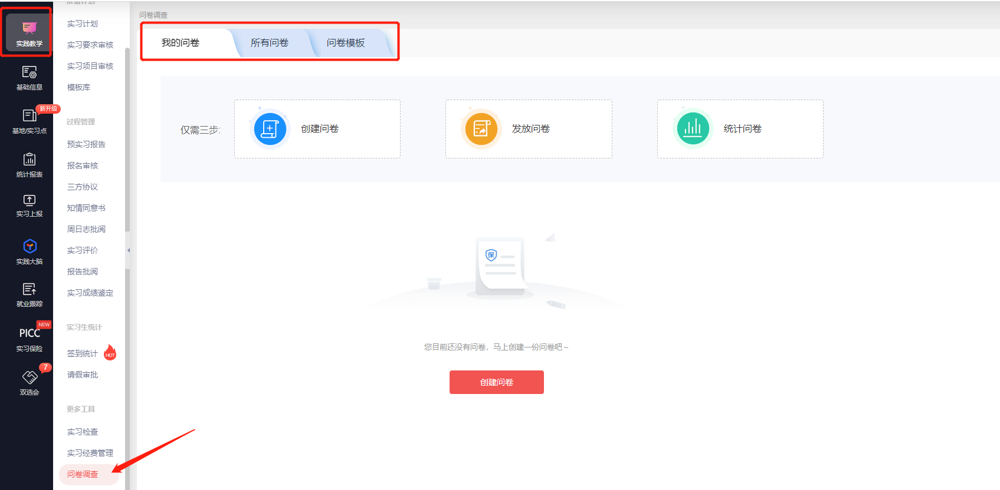 准备计划
实习计划
实习要求审核
实习项目审核
模板库
过程管理
预实习报告
报名审核
三方协议
知情同意书
周日志批阅
实习评价
报告批阅
实习成绩鉴定
实习生统计
签到统计
HOT
请假审批
更多工具
实习检查
实习经费管理
问卷调查
实践教学
基础信息
新升级
基地/实习点
统计报表
实习上报
实践大脑
就业跟踪
NEW
PICC
实习保险
7
双选会
问卷调查
我的问卷
所有问卷
问卷模板
仅需三步:
创建问卷
发放问卷
统计问卷
保
您目前还没有问卷，马上创建一份问卷吧～
创建问卷